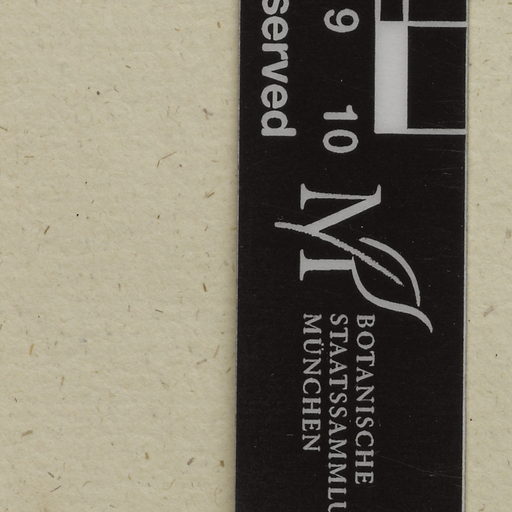 served
9 10
M
BOTANISCHE
STAATSSAMMLU
MÜNCHEN